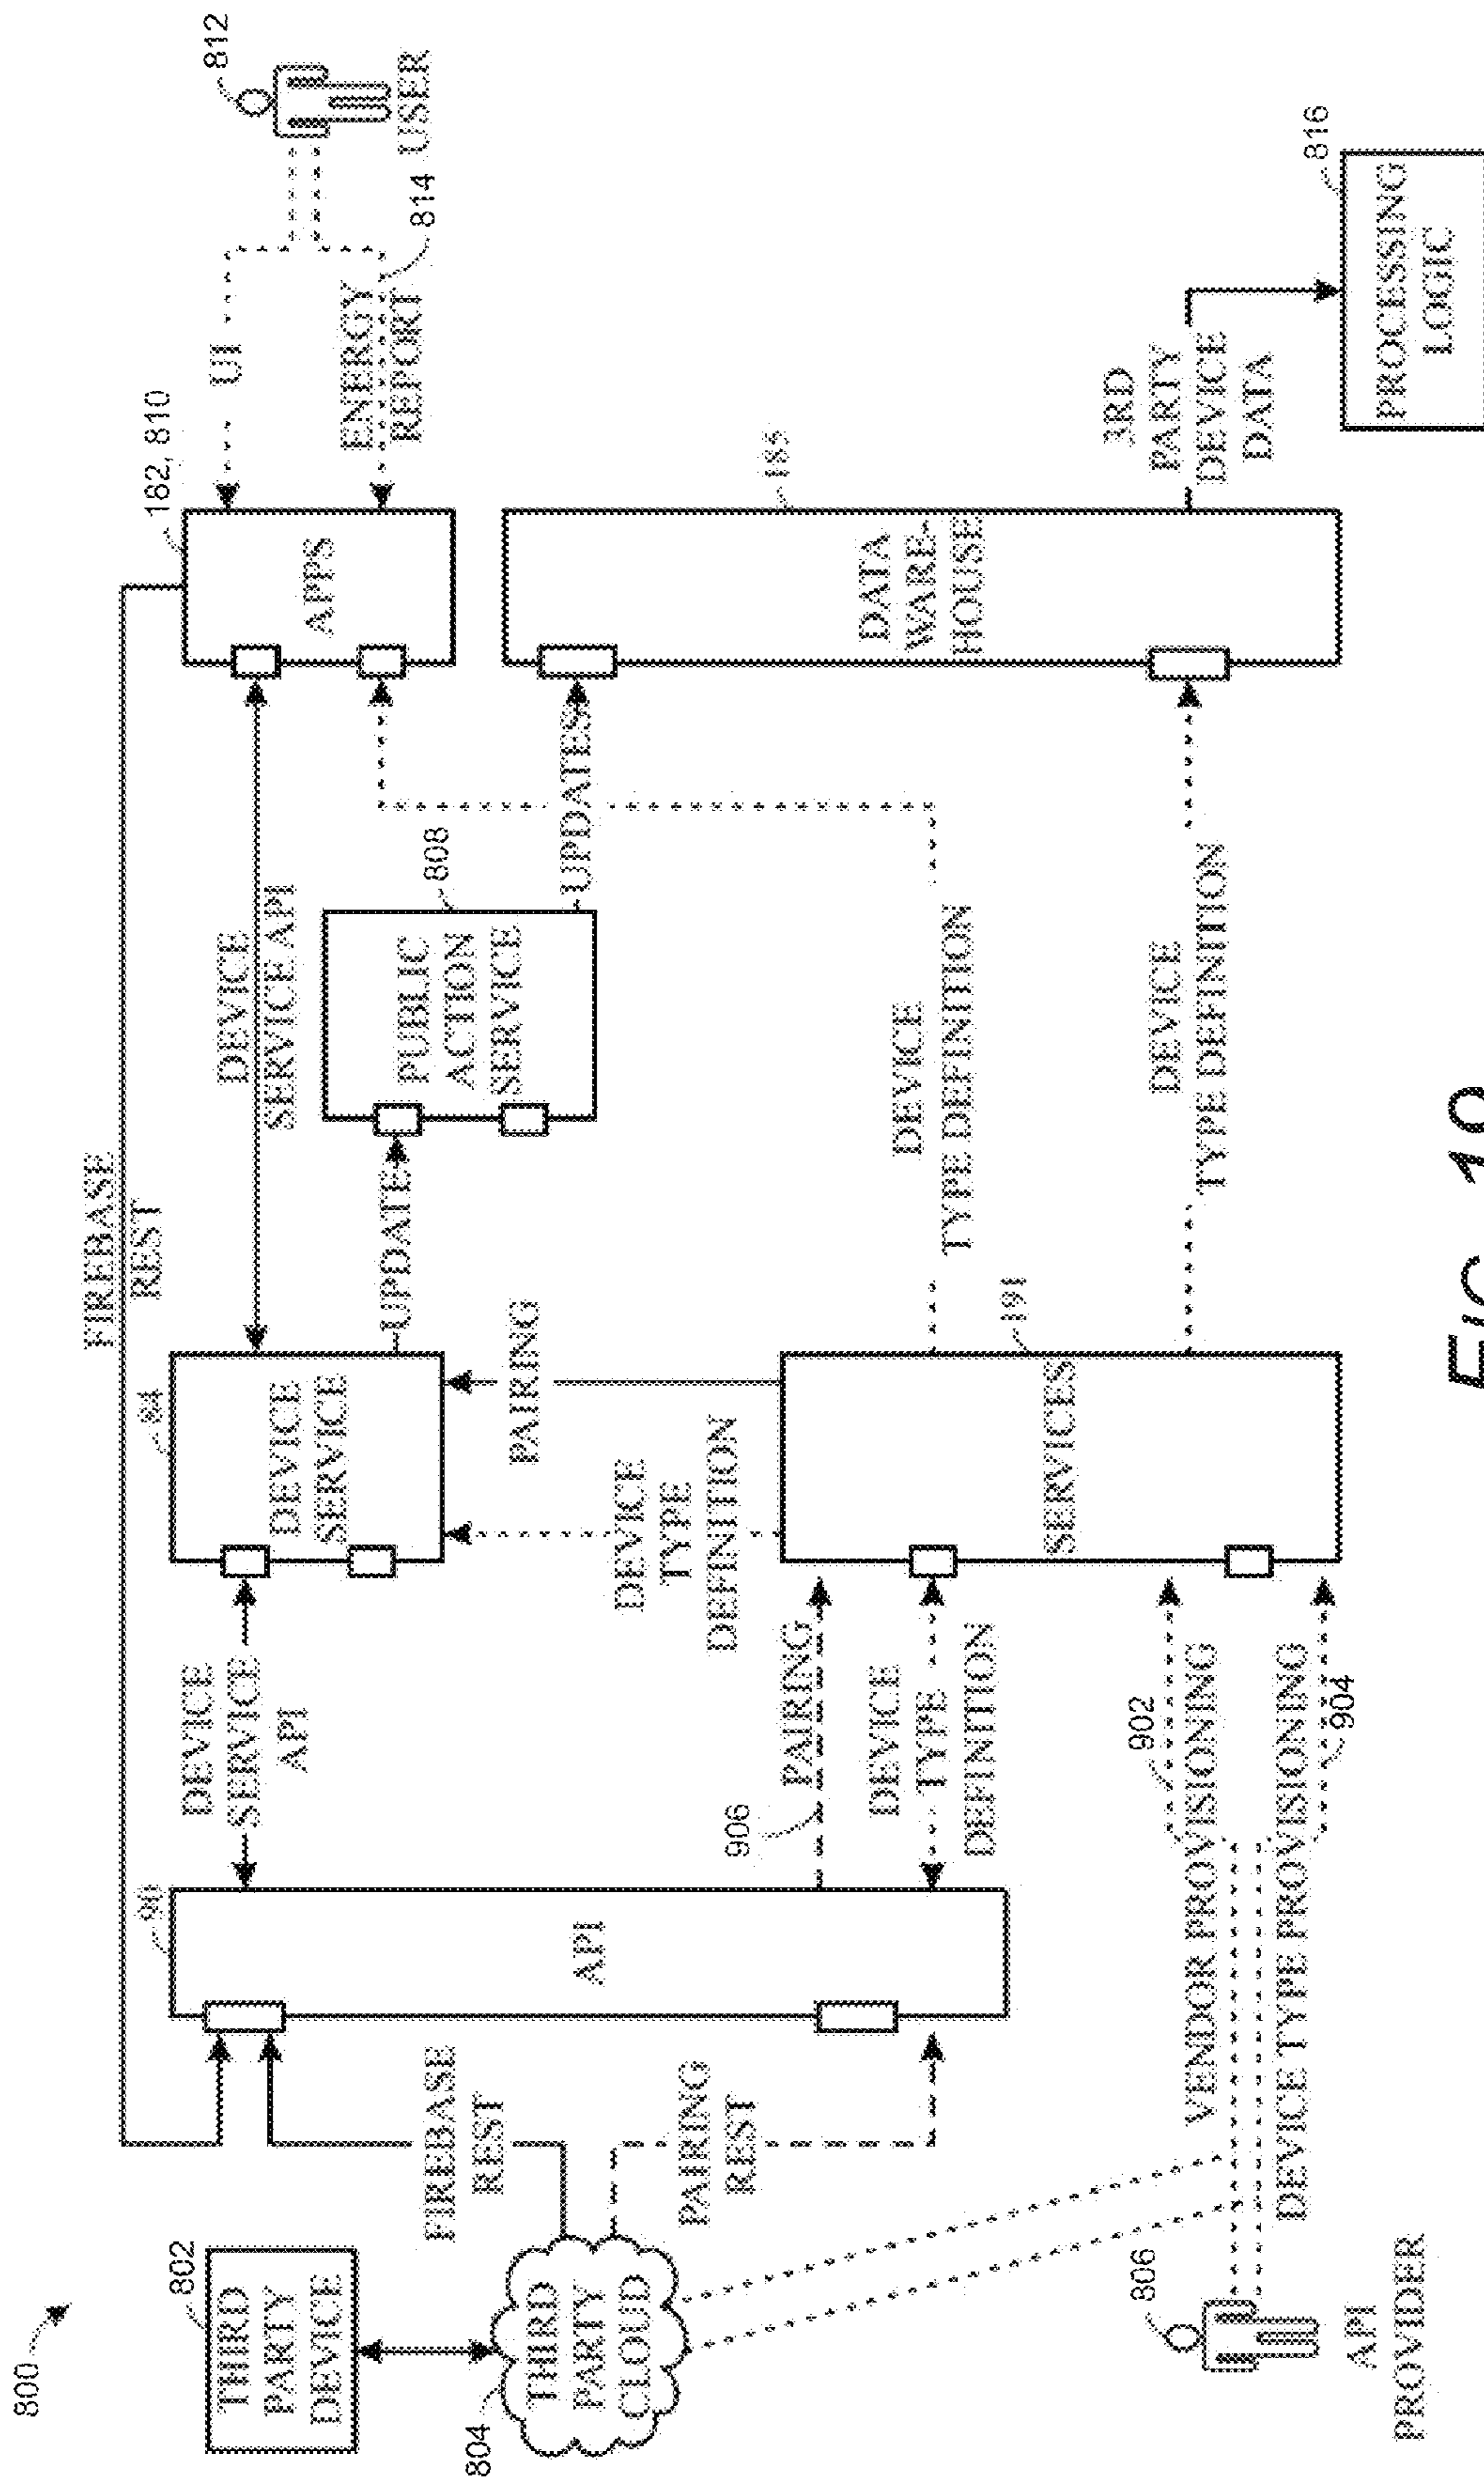 800
802
THIRD
PARTY
DEVICE
804
THIRD
PARTY
CLOUD
806
API
PROVIDER
FIREBASE
REST
FIREBASE
REST
PAIRING
REST
VENDOR PROVISIONING
DEVICE TYPE PROVISIONING
902
904
90
API
DEVICE
SERVICE
API
906
PAIRING
DEVICE
TYPE
DEFINITION
84
DEVICE
SERVICE
DEVICE
TYPE
DEFINITION
PAIRING
SERVICES
191
UPDATE
DEVICE
SERVICE API
PUBLIC
ACTION
SERVICE
808
UPDATES
DEVICE
TYPE DEFINITION
DEVICE
TYPE DEFINITION
182, 810
APPS
185
DATA
WARE-
HOUSE
UI
ENERGY
REPORT
814
812
USER
3RD
PARTY
DEVICE
DATA
816
PROCESSING
LOGIC